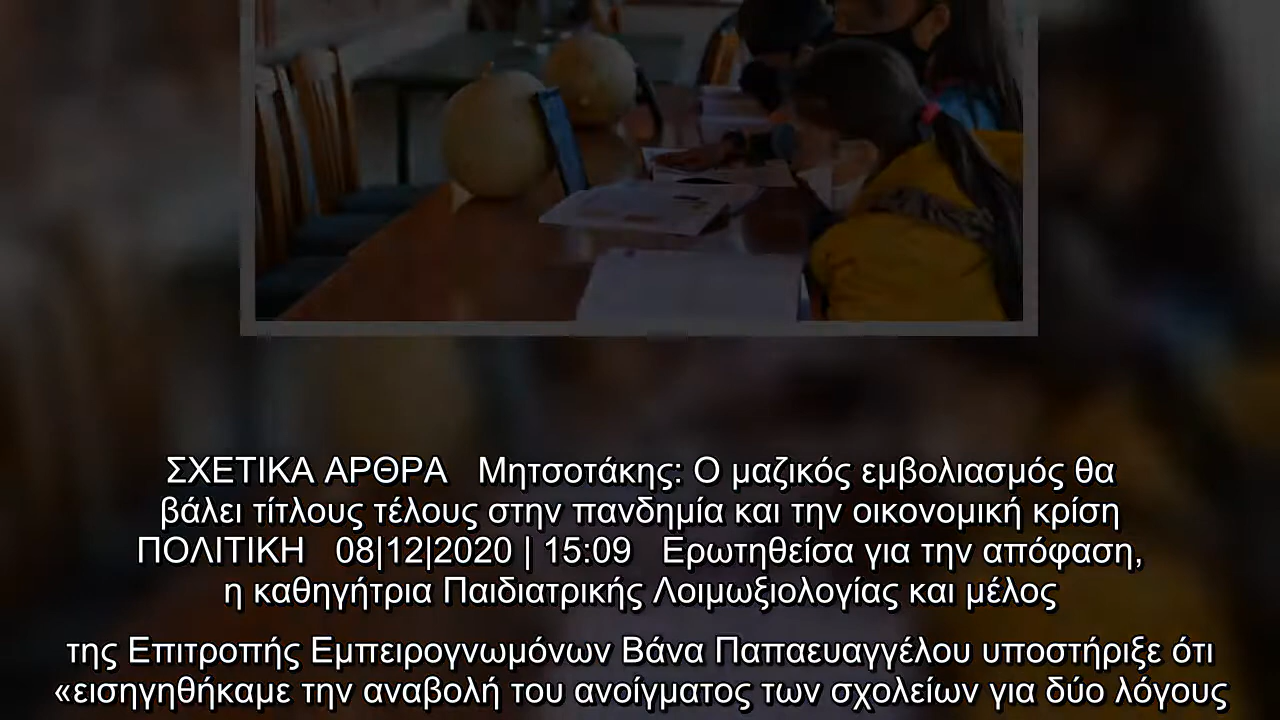 ΣΧΕΤΙΚΑ ΑΡΘΡΑ Μητσοτάκης: Ο μαζικός εμβολιασμός θα
βάλει τίτλους τέλους στην πανδημία και την οικονομική κρίση
ΠΟΛΙΤΙΚΗ 08|12|2020 | 15:09 Ερωτηθείσα για την απόφαση,
η καθηγήτρια Παιδιατρικής Λοιμωξιολογίας και μέλος
της Επιτροπής Εμπειρογνωμόνων Βάνα Παπαευαγγέλου υποστήριξε ότι
«εισηγηθήκαμε την αναβολή του ανοίγματος των σχολείων για δύο λόγους